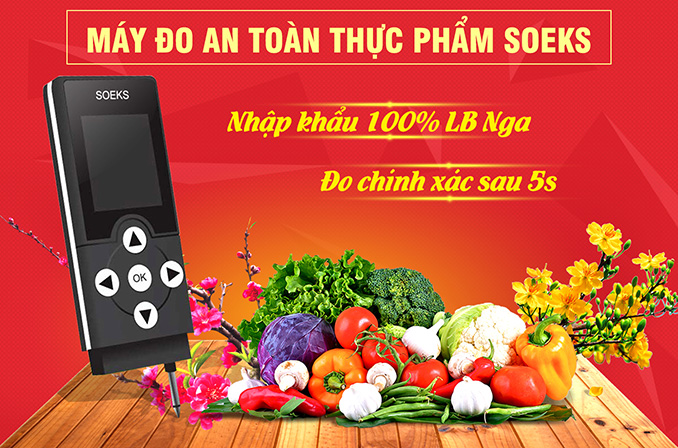 MÁY ĐO AN TOÀN THỰC PHẨM SOEKS
SOEKS
Nhập khẩu 100% LB Nga
Đo chính xác sau 5s
OK